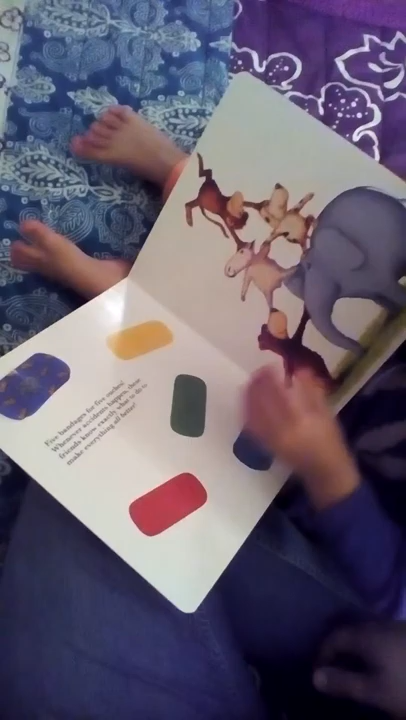 Five bandages for five ouches!
Whenever accidents happen, these
friends know exactly what to do to
make everything all better!